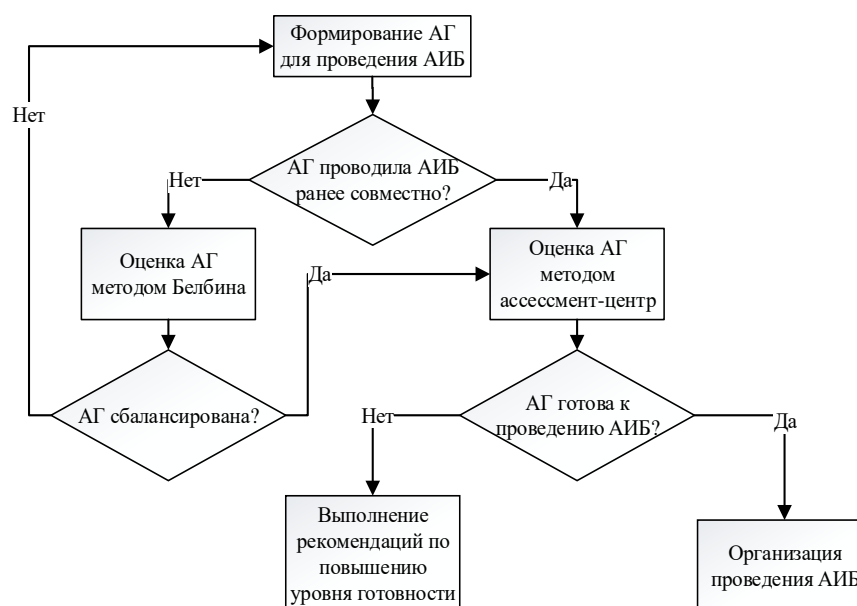 Формирование АГ
для проведения АИБ
Нет
АГ проводила АИБ
ранее совместно?
Нет
Да
Оценка АГ
методом Белбина
Да
Оценка АГ
методом
ассессмент-центр
АГ сбалансирована?
АГ готова к
проведению АИБ?
Нет
Да
Выполнение
рекомендаций по
повышению
уровня готовности
Организация
проведения АИБ